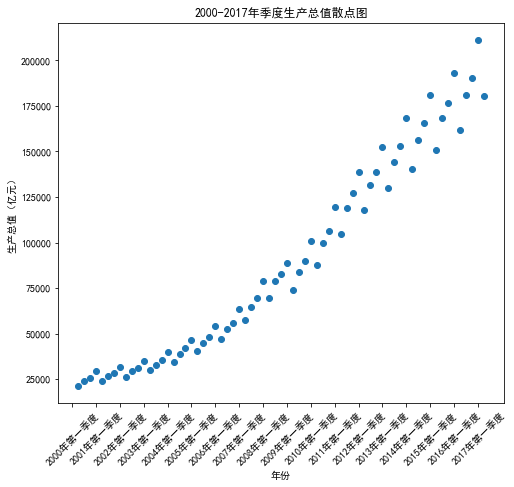 2000-2017年季度生产总值散点图
生产总值（亿元）
200000
175000
150000
125000
100000
75000
50000
25000
2000年第一季度
2001年第一季度
2002年第一季度
2003年第一季度
2004年第一季度
2005年第一季度
2006年第一季度
2007年第一季度
2008年第一季度
2009年第一季度
2010年第一季度
2011年第一季度
2012年第一季度
2013年第一季度
2014年第一季度
2015年第一季度
2016年第一季度
2017年第一季度
年份